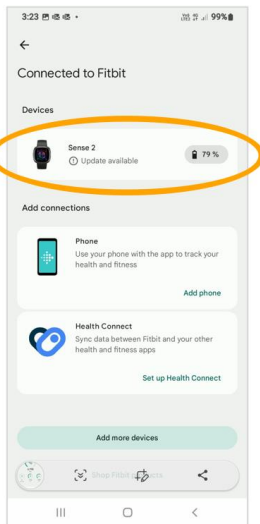 3:23
99%
Connected to Fitbit
Devices
Sense 2
Update available
79 %
Add connections
Phone
Use your phone with the app to track your
health and fitness
Add phone
Health Connect
Sync data between Fitbit and your other
health and fitness apps
Set up Health Connect
Add more devices
Shop Fitbit